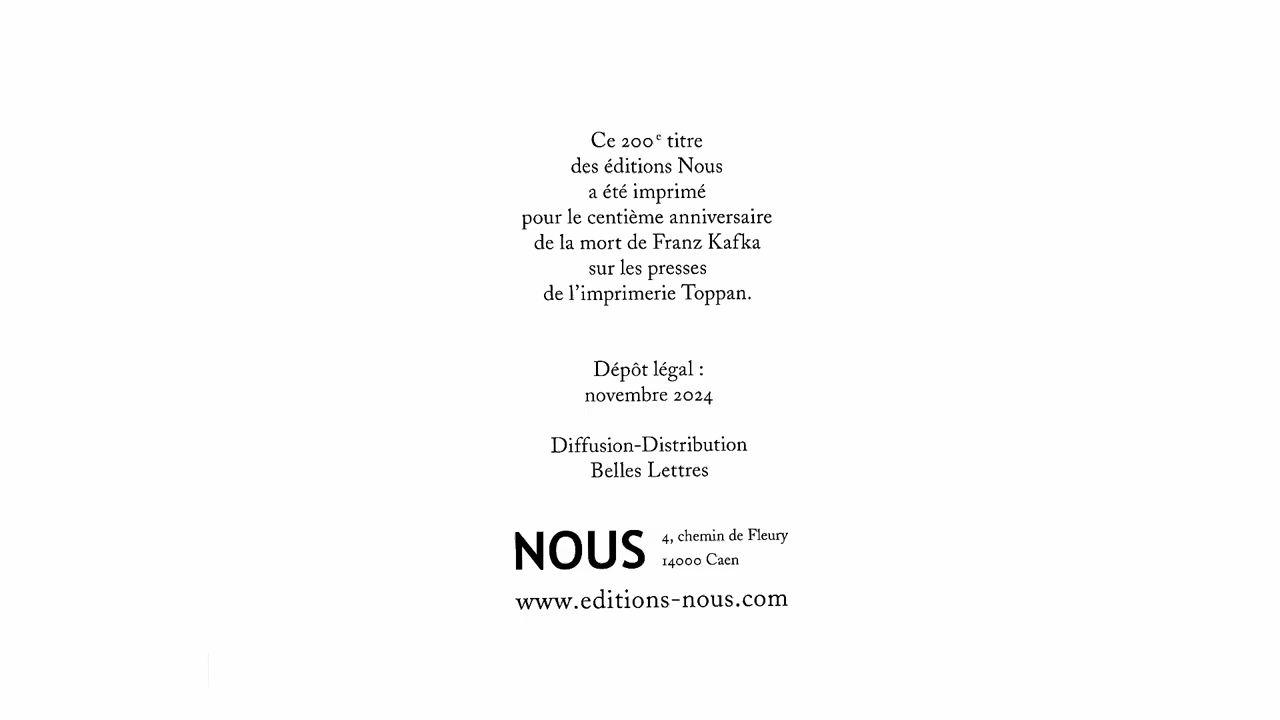 Ce 200e titre
des éditions Nous
a été imprimé
pour le centième anniversaire
de la mort de Franz Kafka
sur les presses
de l’imprimerie Toppan.
Dépôt légal :
novembre 2024
Diffusion-Distribution
Belles Lettres
NOUS
4, chemin de Fleury
14000 Caen
www.editions-nous.com